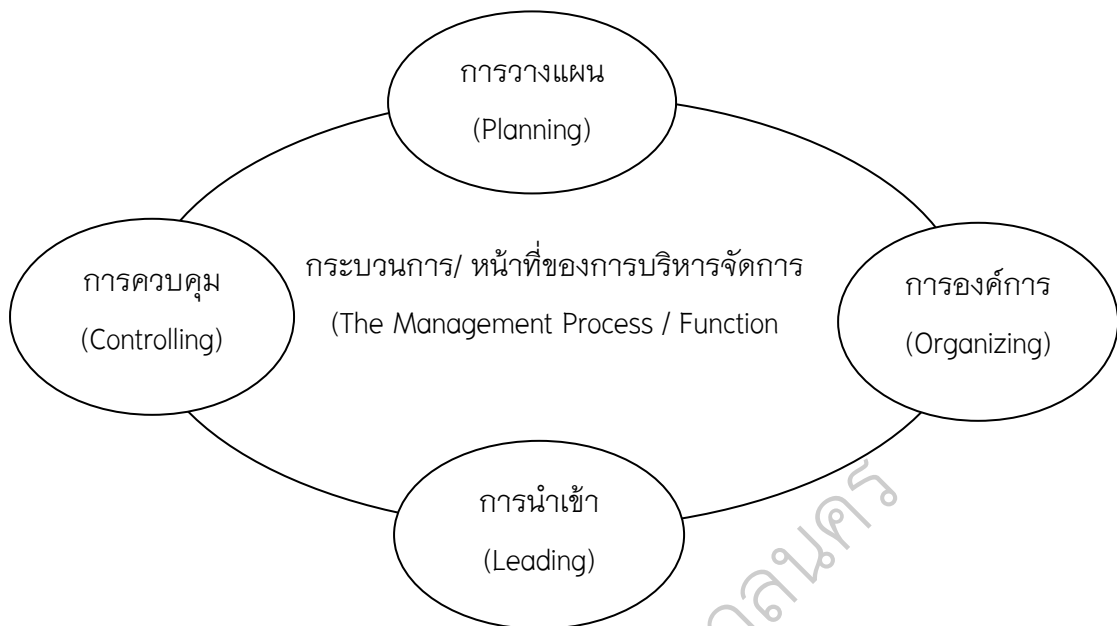 การวางแผน
(Planning)
กระบวนการ/ หน้าที่ของการบริหารจัดการ
(The Management Process / Function
การควบคุม
(Controlling)
การองค์การ
(Organizing)
การนำเข้า
(Leading)